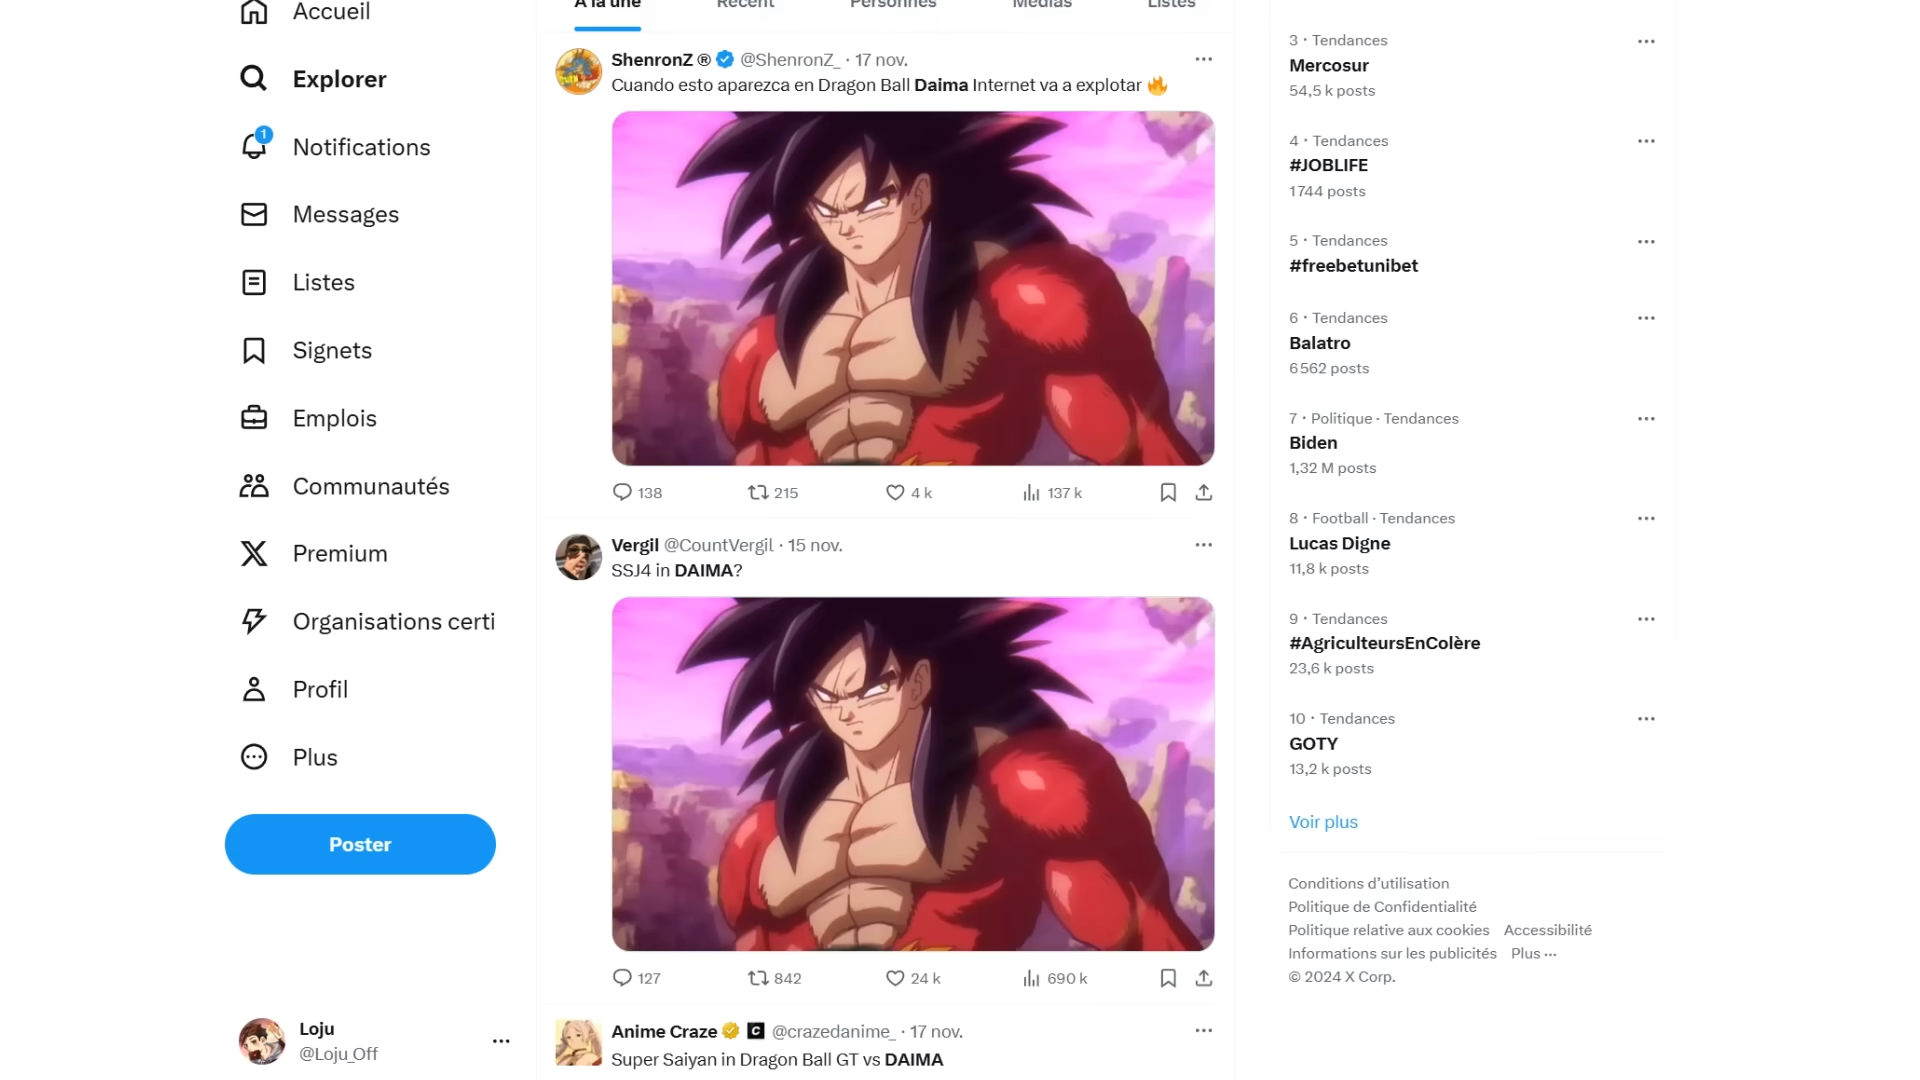 Accueil
Explorer
1
Notifications
Messages
Listes
Signets
Emplois
Communautés
Premium
Organisations certi
Profil
Plus
Poster
Loju
@Loju_Off
À la une Récent Personnes Médias Listes
ShenronZ ® @ShenronZ_ · 17 nov.
Cuando esto aparezca en Dragon Ball Daima Internet va a explotar 🔥
138 215 4 k 137 k
Vergil @CountVergil · 15 nov.
SSJ4 in DAIMA?
127 842 24 k 690 k
Anime Craze @crazedanime_ · 17 nov.
Super Saiyan in Dragon Ball GT vs DAIMA
3 · Tendances
Mercosur
54,5 k posts
4 · Tendances
#JOBLIFE
1 744 posts
5 · Tendances
#freebetunibet
6 · Tendances
Balatro
6 562 posts
7 · Politique · Tendances
Biden
1,32 M posts
8 · Football · Tendances
Lucas Digne
11,8 k posts
9 · Tendances
#AgriculteursEnColère
23,6 k posts
10 · Tendances
GOTY
13,2 k posts
Voir plus
Conditions d’utilisation
Politique de Confidentialité
Politique relative aux cookies Accessibilité
Informations sur les publicités Plus ···
© 2024 X Corp.